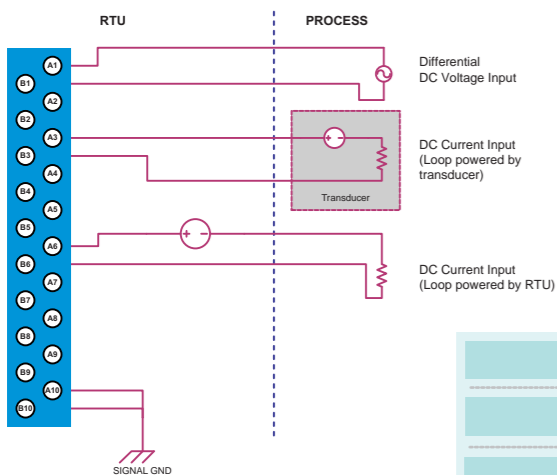 RTU
PROCESS
A1
B1
A2
B2
A3
B3
A4
B4
A5
B5
A6
B6
A7
B7
A8
B8
A9
B9
A10
B10
Differential
DC Voltage Input
+ -
Transducer
DC Current Input
(Loop powered by
transducer)
+ -
DC Current Input
(Loop powered by RTU)
SIGNAL GND